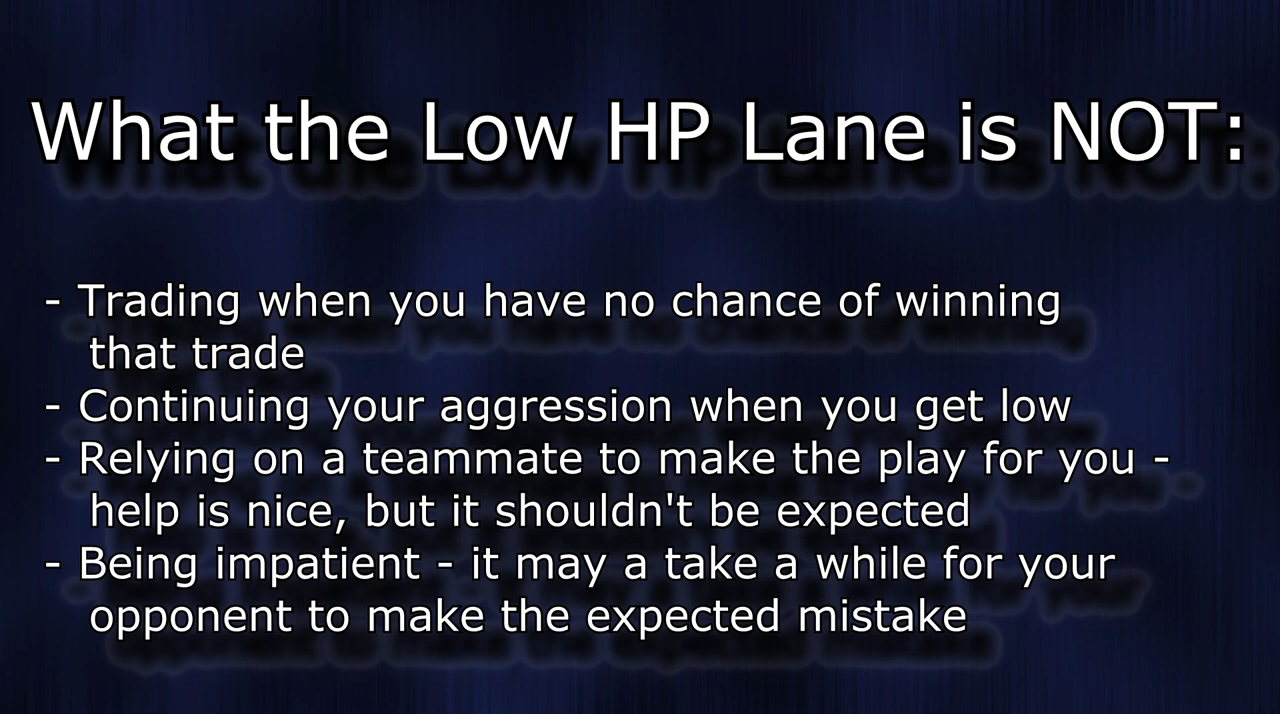 What the Low HP Lane is NOT:
- Trading when you have no chance of winning
that trade
- Continuing your aggression when you get low
- Relying on a teammate to make the play for you -
help is nice, but it shouldn't be expected
- Being impatient - it may a take a while for your
opponent to make the expected mistake